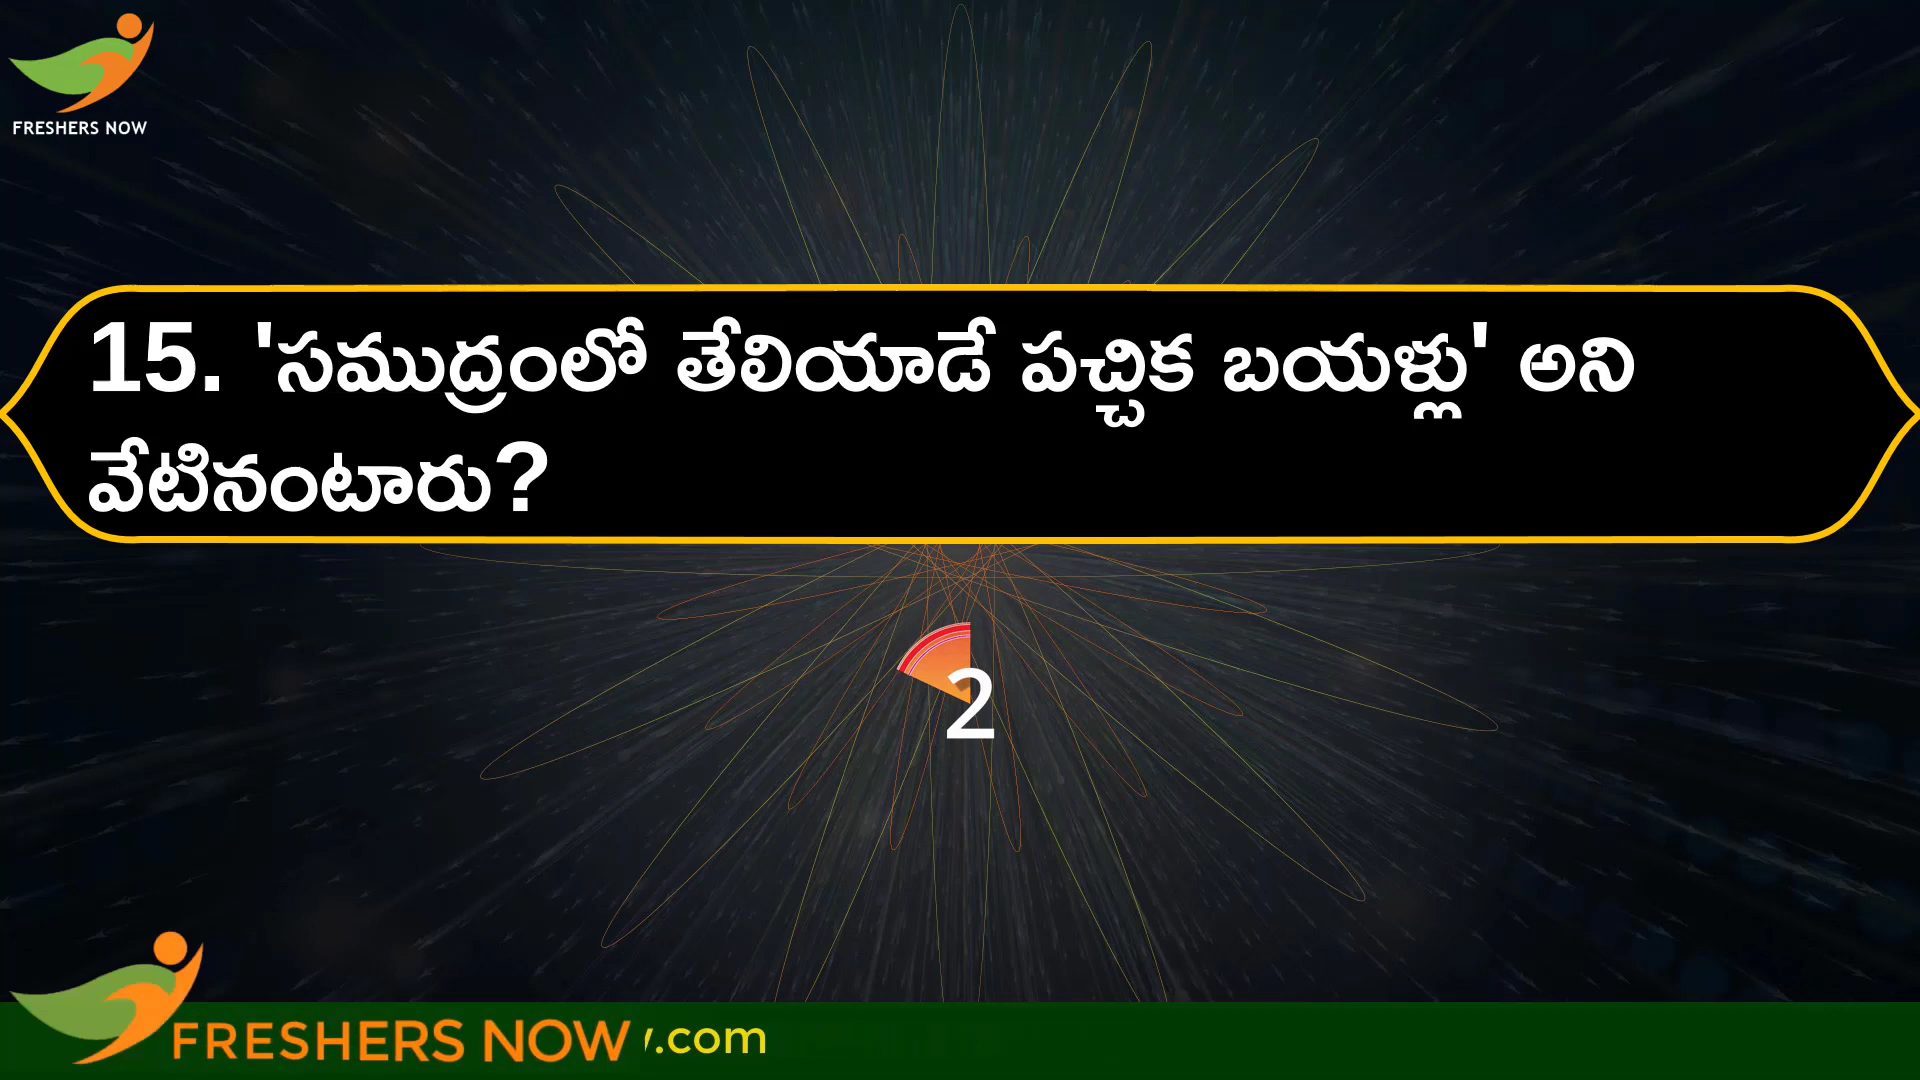 FRESHERS NOW
15. 'సముద్రంలో తేలియాడే పచ్చిక బయళ్లు' అని
వేటినంటారు?
2
FRESHERS NOW .com